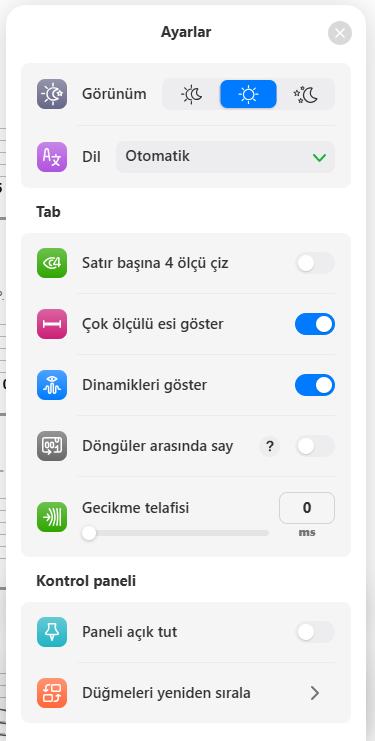 Ayarlar
Görünüm
Dil
Otomatik
Tab
Satır başına 4 ölçü çiz
Çok ölçülü esi göster
Dinamikleri göster
Döngüler arasında say
?
Gecikme telafisi
0
ms
Kontrol paneli
Paneli açık tut
Düğmeleri yeniden sırala